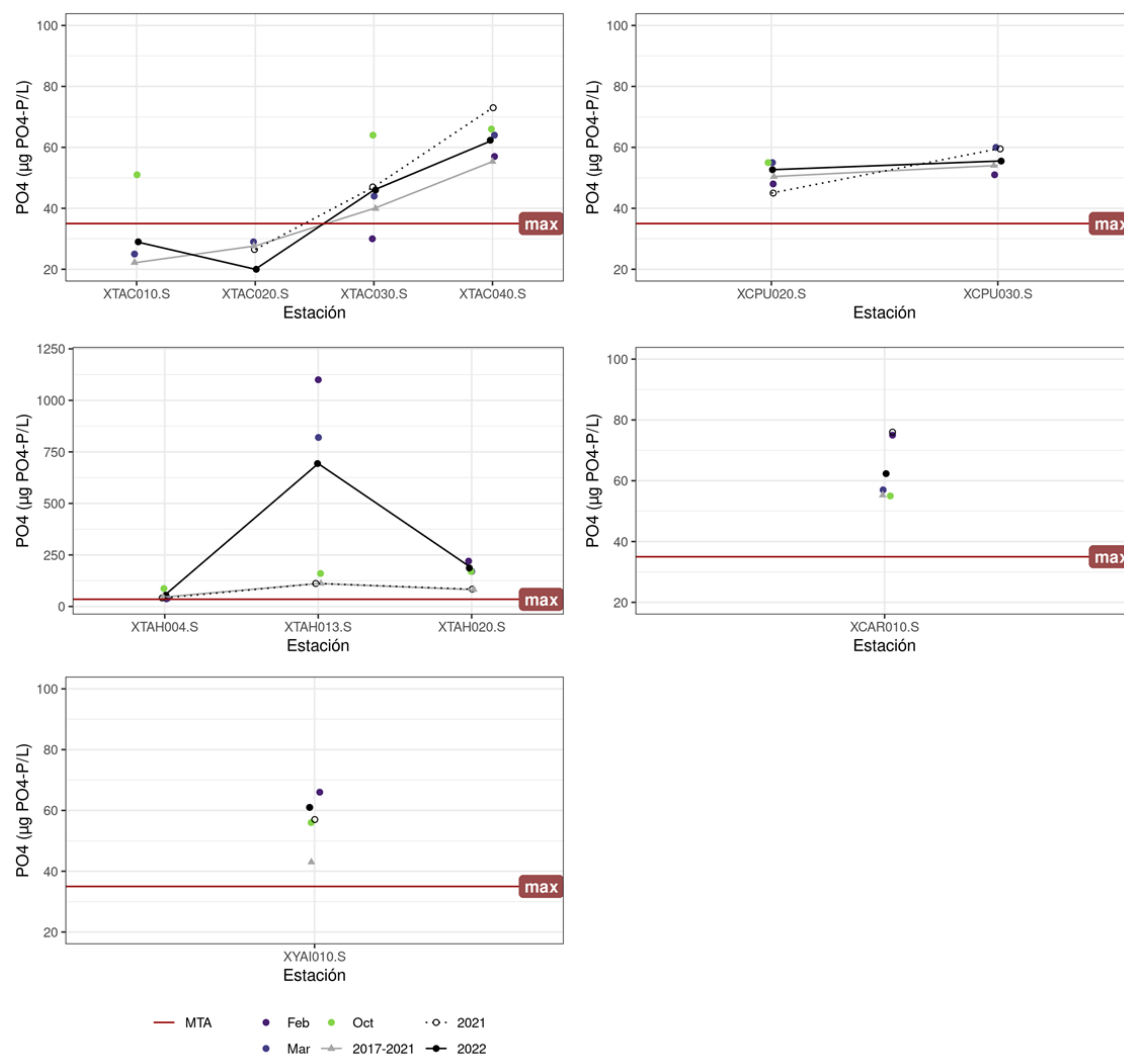 100
80
60
40
20
PO4 (µg PO4-P/L)
max
XTAC010.S XTAC020.S XTAC030.S XTAC040.S
Estación
100
80
60
40
20
PO4 (µg PO4-P/L)
max
XCPU020.S XCPU030.S
Estación
1250
1000
750
500
250
0
PO4 (µg PO4-P/L)
max
XTAH004.S XTAH013.S XTAH020.S
Estación
100
80
60
40
20
PO4 (µg PO4-P/L)
max
XCAR010.S
Estación
100
80
60
40
20
PO4 (µg PO4-P/L)
max
XYAI010.S
Estación
MTA Feb Oct 2021
Mar 2017-2021 2022